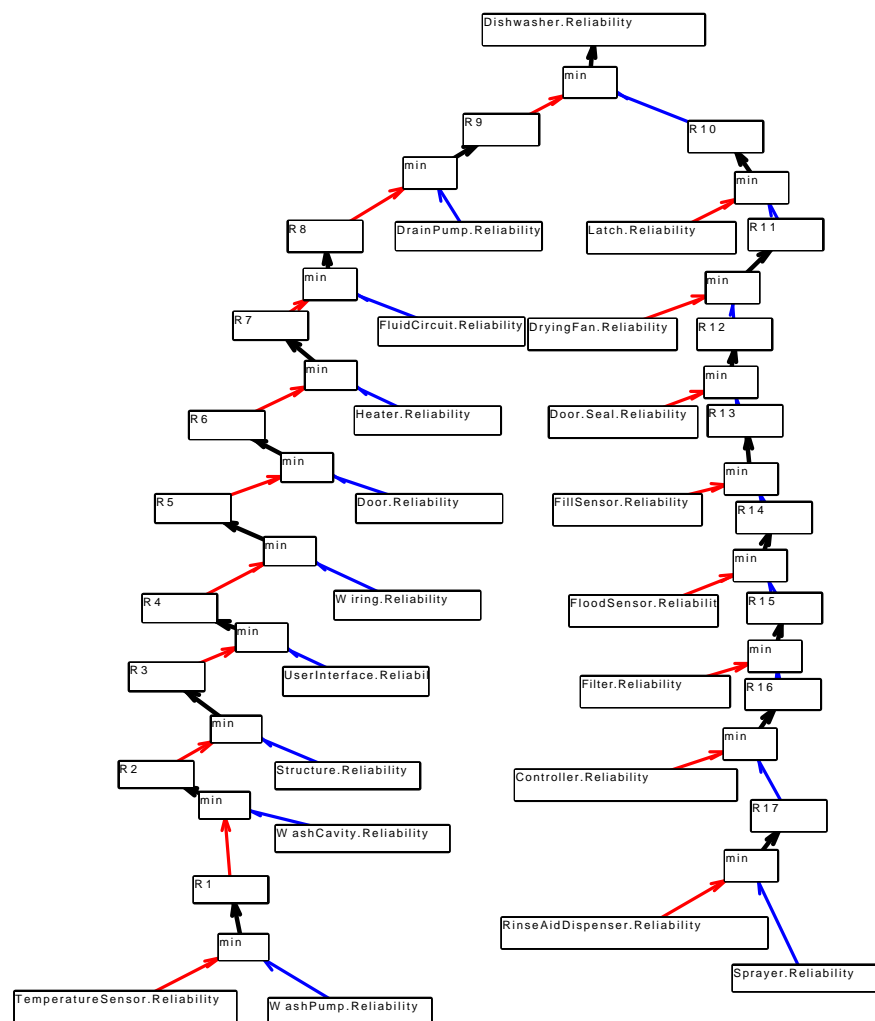 Dishwasher.Reliability
min
R9
R10
min
min
R8
DrainPump.Reliability
Latch.Reliability
R11
min
min
R7
FluidCircuit.Reliability
DryingFan.Reliability
R12
min
min
R6
Heater.Reliability
Door.Seal.Reliability
R13
min
min
R5
Door.Reliability
FillSensor.Reliability
R14
min
min
R4
Wiring.Reliability
FloodSensor.Reliabilit
R15
min
min
R3
UserInterface.Reliabil
Filter.Reliability
R16
min
min
R2
Structure.Reliability
Controller.Reliability
min
R17
WashCavity.Reliability
min
R1
RinseAidDispenser.Reliability
min
Sprayer.Reliability
TemperatureSensor.Reliability
WashPump.Reliability